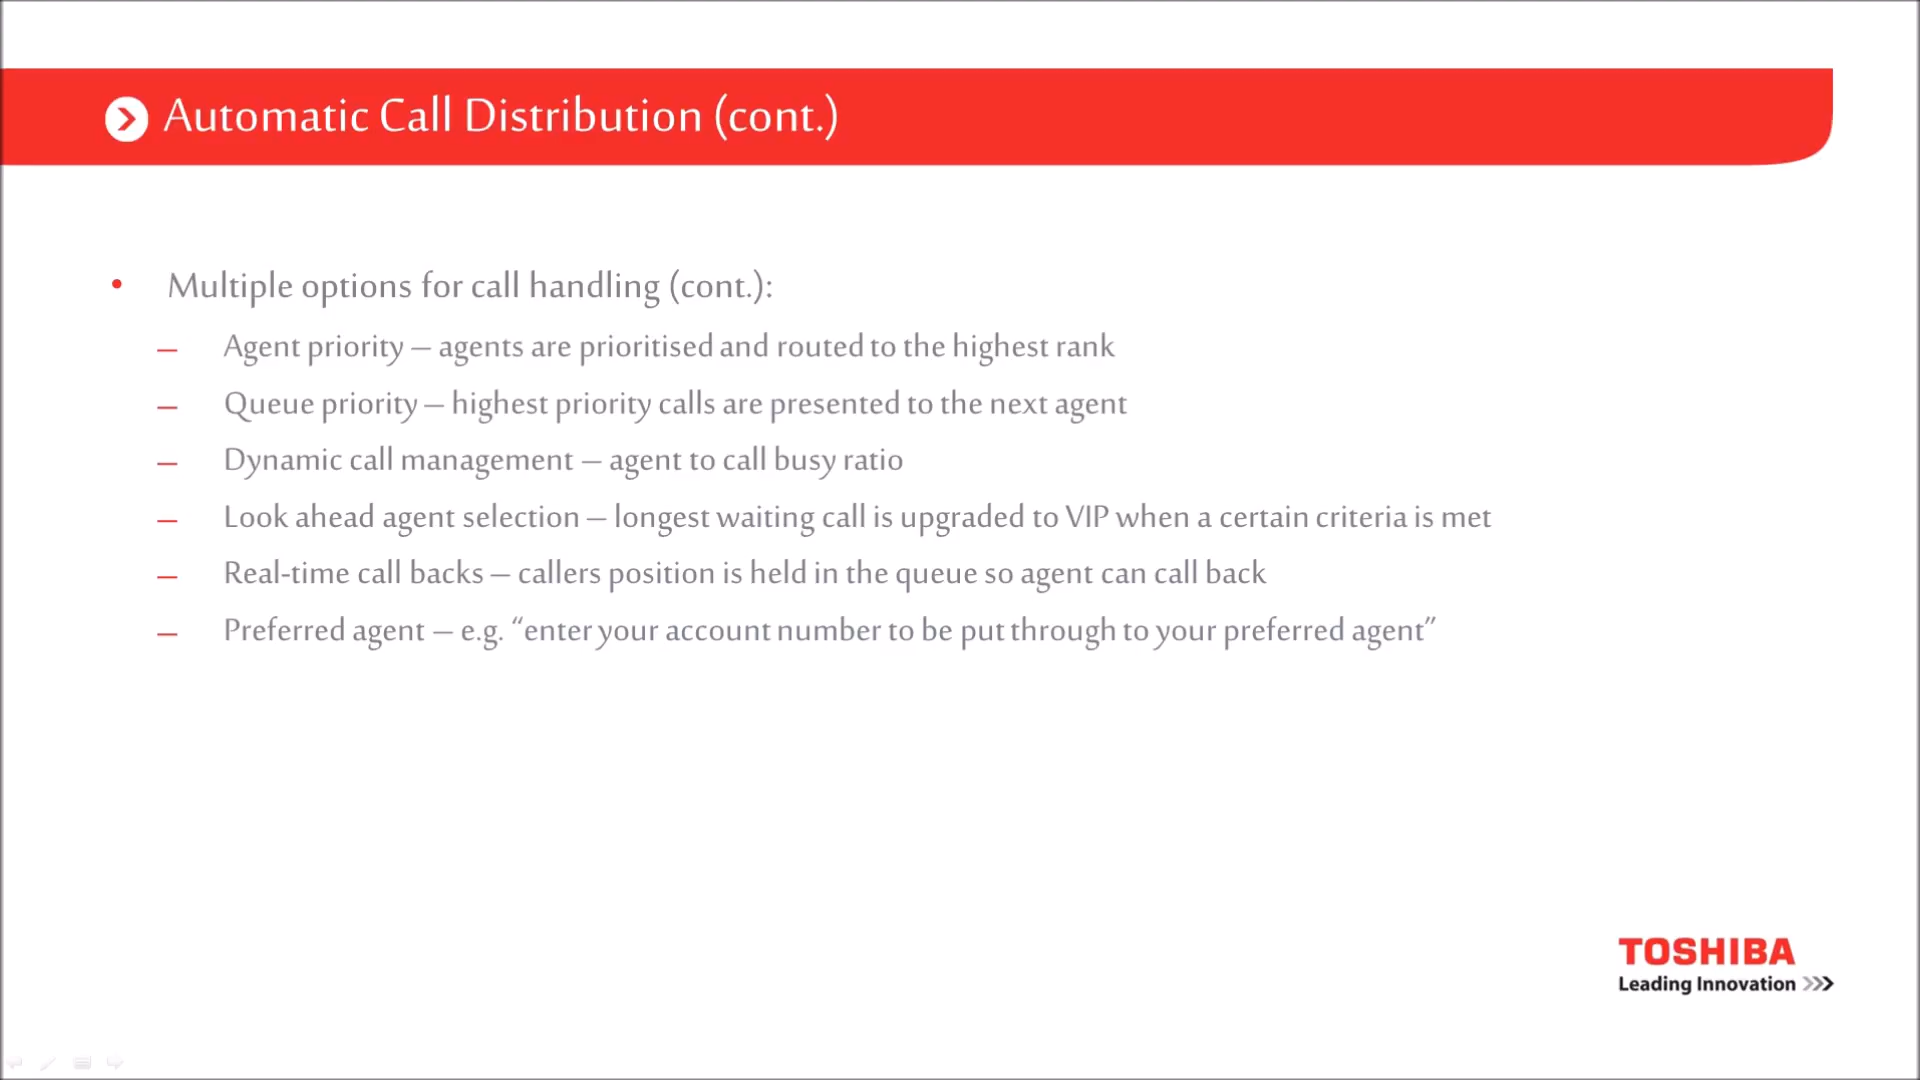 Automatic Call Distribution (cont.)
• Multiple options for call handling (cont.):
— Agent priority – agents are prioritised and routed to the highest rank
— Queue priority – highest priority calls are presented to the next agent
— Dynamic call management – agent to call busy ratio
— Look ahead agent selection – longest waiting call is upgraded to VIP when a certain criteria is met
— Real-time call backs – callers position is held in the queue so agent can call back
— Preferred agent – e.g. “enter your account number to be put through to your preferred agent”
TOSHIBA
Leading Innovation